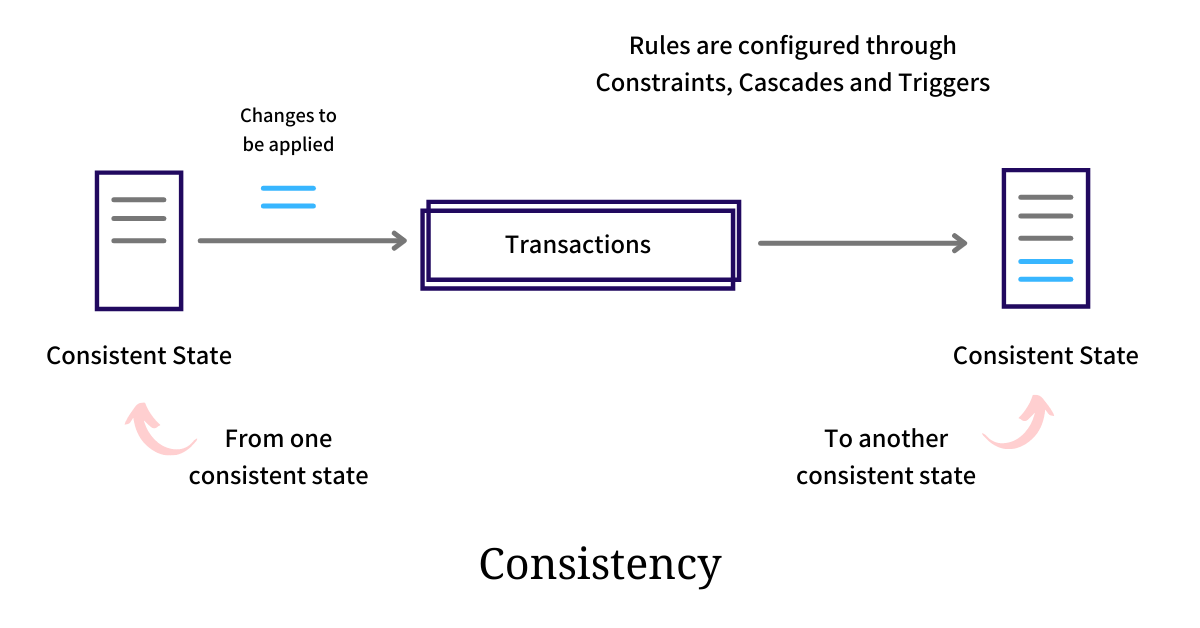 Rules are configured through
Constraints, Cascades and Triggers
Changes to
be applied
Transactions
Consistent State
Consistent State
From one
consistent state
To another
consistent state
Consistency